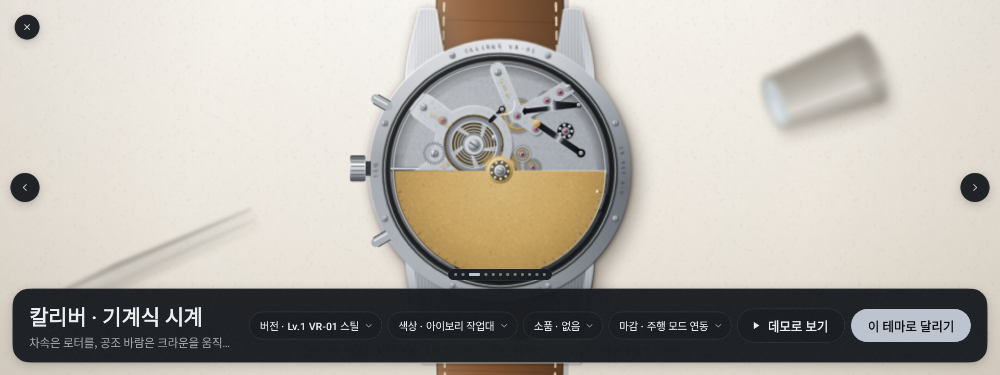 칼리버 · 기계식 시계
차속은 로터를, 공조 바람은 크라운을 움직...
버전 · Lv.1 VR-01 스틸
색상 · 아이보리 작업대
소품 · 없음
마감 · 주행 모드 연동
데모로 보기
이 테마로 달리기